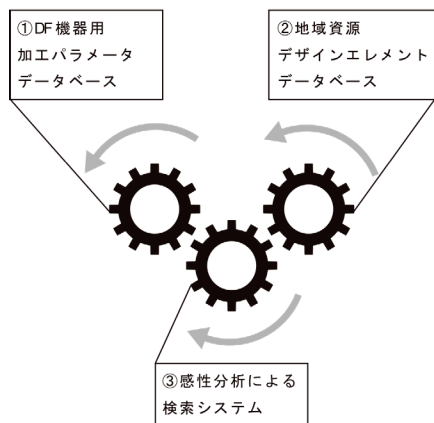 ①DF機器用
加工パラメータ
データベース
②地域資源
デザインエレメント
データベース
③感性分析による
検索システム